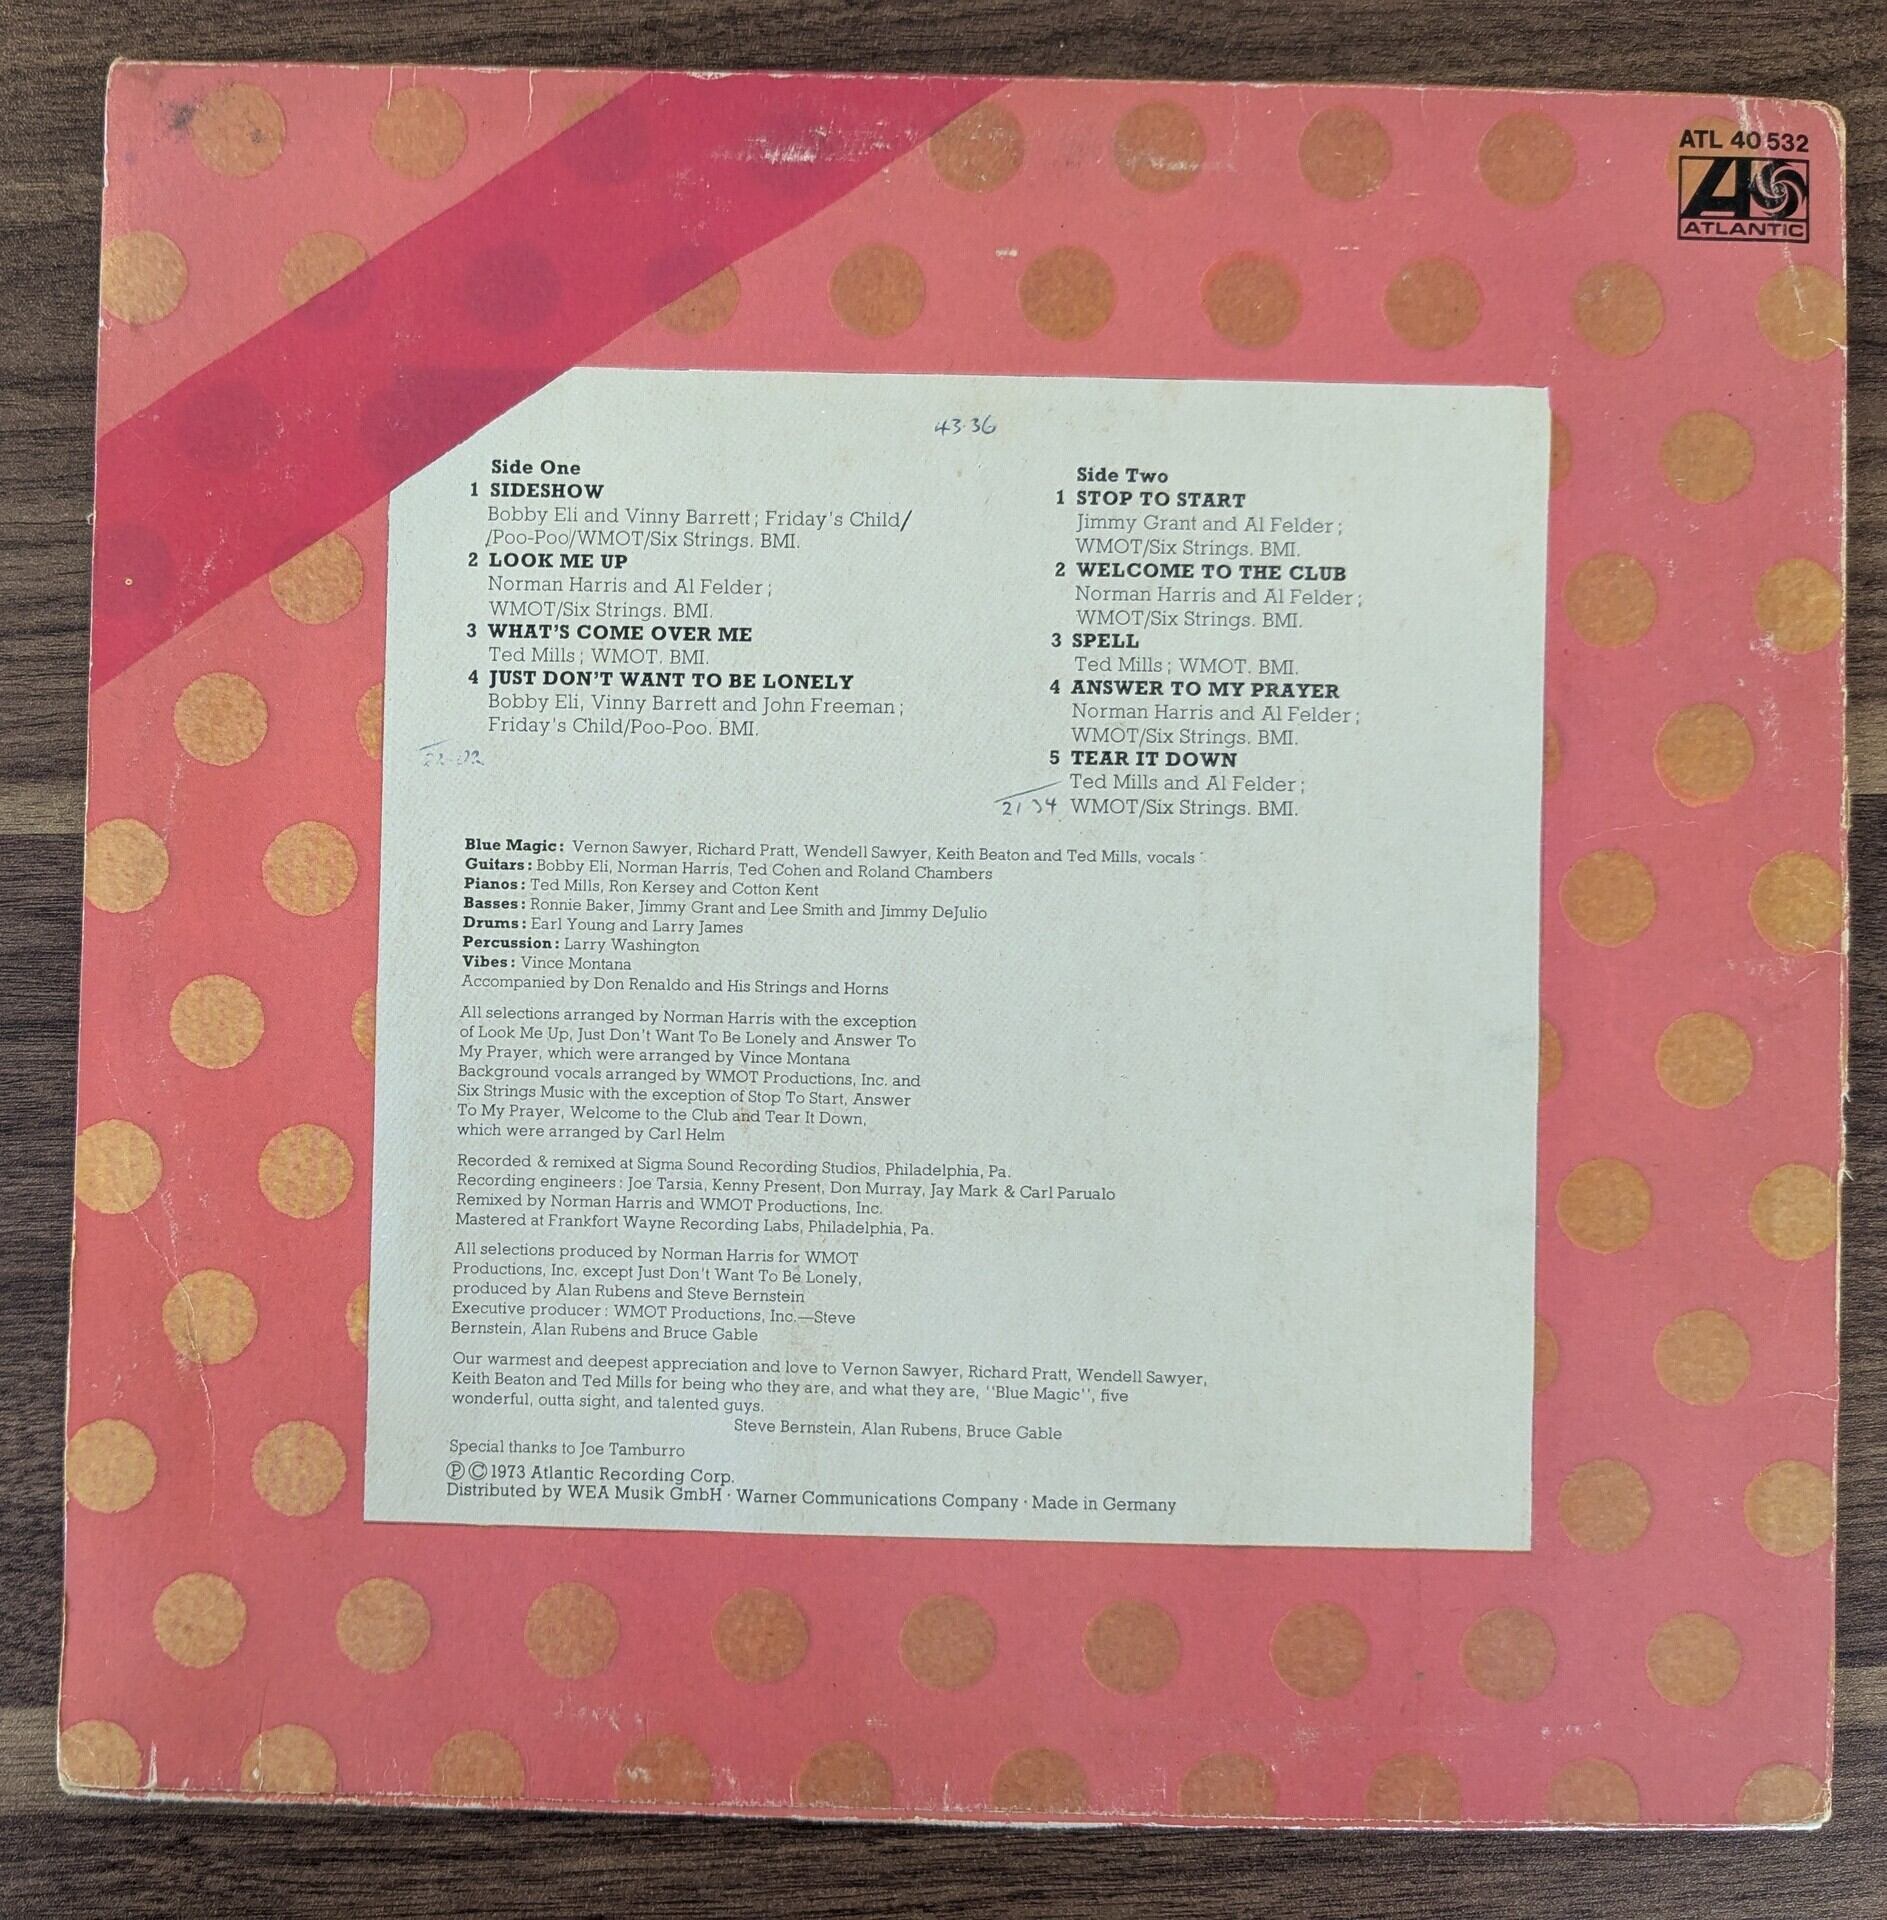 ATL 40 532
ATLANTIC
43.36
Side One
1 SIDESHOW
Bobby Eli and Vinny Barrett; Friday's Child/
/Poo-Poo/WMOT/Six Strings. BMI.
2 LOOK ME UP
Norman Harris and Al Felder;
WMOT/Six Strings. BMI.
3 WHAT'S COME OVER ME
Ted Mills; WMOT. BMI.
4 JUST DON'T WANT TO BE LONELY
Bobby Eli, Vinny Barrett and John Freeman;
Friday's Child/Poo-Poo. BMI.
22-02
Side Two
1 STOP TO START
Jimmy Grant and Al Felder;
WMOT/Six Strings. BMI.
2 WELCOME TO THE CLUB
Norman Harris and Al Felder;
WMOT/Six Strings. BMI.
3 SPELL
Ted Mills; WMOT. BMI.
4 ANSWER TO MY PRAYER
Norman Harris and Al Felder;
WMOT/Six Strings. BMI.
5 TEAR IT DOWN
Ted Mills and Al Felder;
21 34 WMOT/Six Strings. BMI.
Blue Magic: Vernon Sawyer, Richard Pratt, Wendell Sawyer, Keith Beaton and Ted Mills, vocals
Guitars: Bobby Eli, Norman Harris, Ted Cohen and Roland Chambers
Pianos: Ted Mills, Ron Kersey and Cotton Kent
Basses: Ronnie Baker, Jimmy Grant and Lee Smith and Jimmy DeJulio
Drums: Earl Young and Larry James
Percussion: Larry Washington
Vibes: Vince Montana
Accompanied by Don Renaldo and His Strings and Horns
All selections arranged by Norman Harris with the exception
of Look Me Up, Just Don't Want To Be Lonely and Answer To
My Prayer, which were arranged by Vince Montana
Background vocals arranged by WMOT Productions, Inc. and
Six Strings Music with the exception of Stop To Start, Answer
To My Prayer, Welcome to the Club and Tear It Down,
which were arranged by Carl Helm
Recorded & remixed at Sigma Sound Recording Studios, Philadelphia, Pa.
Recording engineers: Joe Tarsia, Kenny Present, Don Murray, Jay Mark & Carl Parualo
Remixed by Norman Harris and WMOT Productions, Inc.
Mastered at Frankfort Wayne Recording Labs, Philadelphia, Pa.
All selections produced by Norman Harris for WMOT
Productions, Inc. except Just Don't Want To Be Lonely,
produced by Alan Rubens and Steve Bernstein
Executive producer: WMOT Productions, Inc.—Steve
Bernstein, Alan Rubens and Bruce Gable
Our warmest and deepest appreciation and love to Vernon Sawyer, Richard Pratt, Wendell Sawyer,
Keith Beaton and Ted Mills for being who they are, and what they are, ''Blue Magic'', five
wonderful, outta sight, and talented guys.
Steve Bernstein, Alan Rubens, Bruce Gable
Special thanks to Joe Tamburro
Ⓟ © 1973 Atlantic Recording Corp.
Distributed by WEA Musik GmbH · Warner Communications Company · Made in Germany